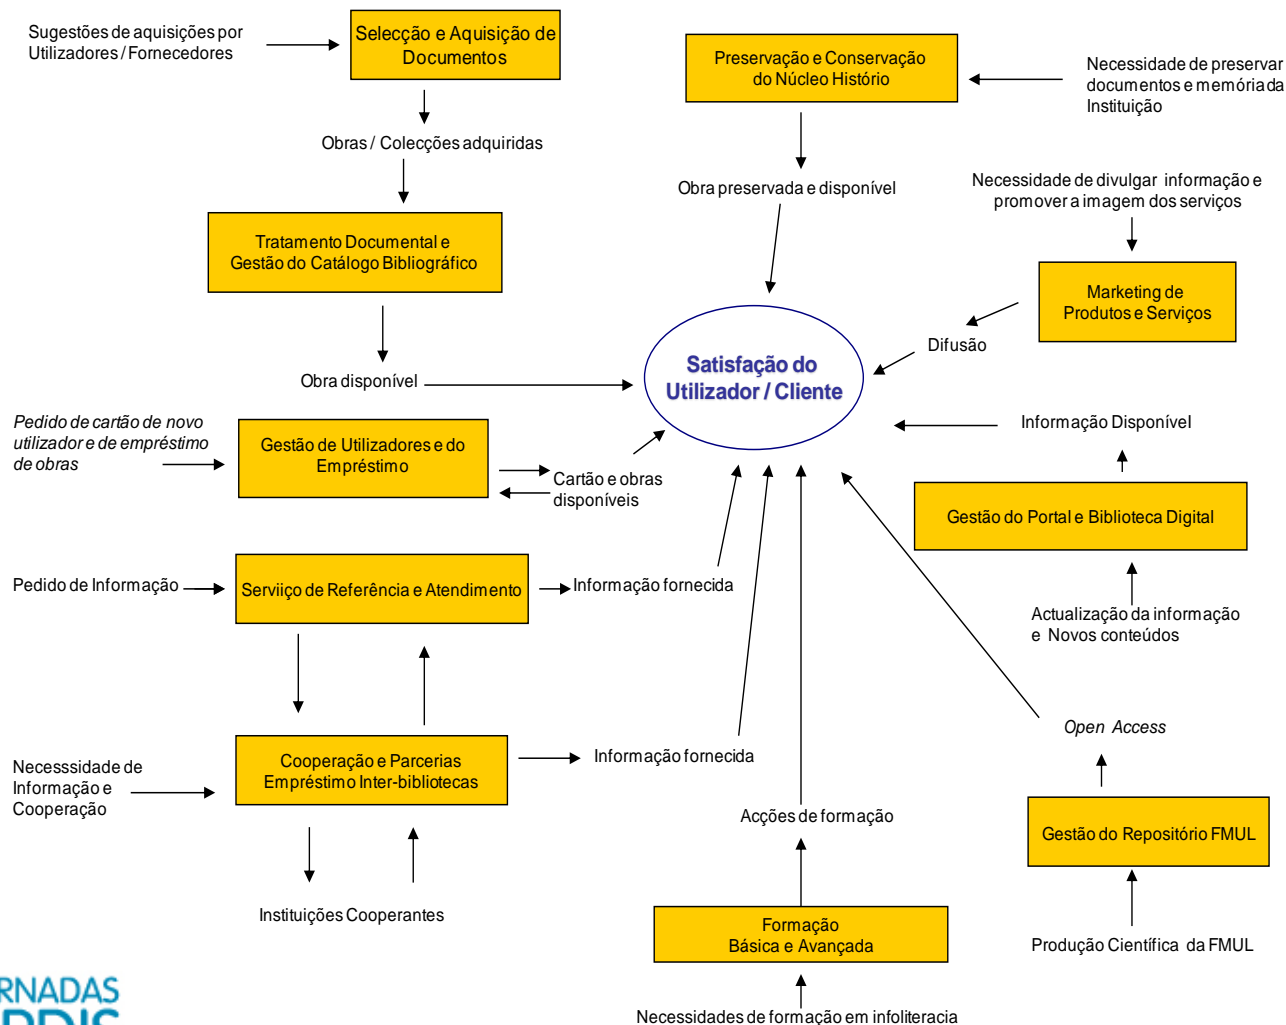 Sugestões de aquisições por
Utilizadores / Fornecedores
Selecção e Aquisição de
Documentos
Preservação e Conservação
do Núcleo Histório
Necessidade de preservar
documentos e memória da
Instituição
Obras / Colecções adquiridas
Obra preservada e disponível
Necessidade de divulgar informação e
promover a imagem dos serviços
Tratamento Documental e
Gestão do Catálogo Bibliográfico
Marketing de
Produtos e Serviços
Difusão
Satisfação do
Utilizador / Cliente
Obra disponível
Pedido de cartão de novo
utilizador e de empréstimo
de obras
Gestão de Utilizadores e do
Empréstimo
Cartão e obras
disponíveis
Informação Disponível
Gestão do Portal e Biblioteca Digital
Pedido de Informação
Serviiço de Referência e Atendimento
Informação fornecida
Actualização da informação
e Novos conteúdos
Open Access
Necesssidade de
Informação e
Cooperação
Cooperação e Parcerias
Empréstimo Inter-bibliotecas
Informação fornecida
Acções de formação
Gestão do Repositório FMUL
Instituições Cooperantes
Formação
Básica e Avançada
Produção Científica da FMUL
Necessidades de formação em infoliteracia
RNADAS